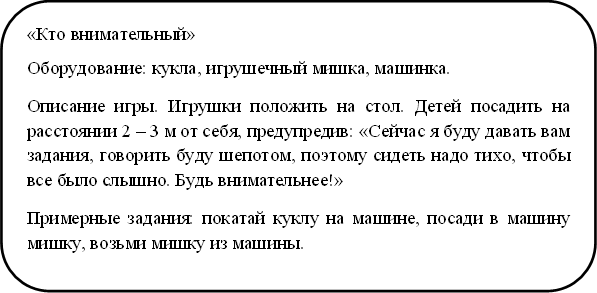 «Кто внимательный»
Оборудование: кукла, игрушечный мишка, машинка.
Описание игры. Игрушки положить на стол. Детей посадить на
расстоянии 2 – 3 м от себя, предупредив: «Сейчас я буду давать вам
задания, говорить буду шепотом, поэтому сидеть надо тихо, чтобы
все было слышно. Будь внимательнее!»
Примерные задания: покатай куклу на машине, посади в машину
мишку, возьми мишку из машины.